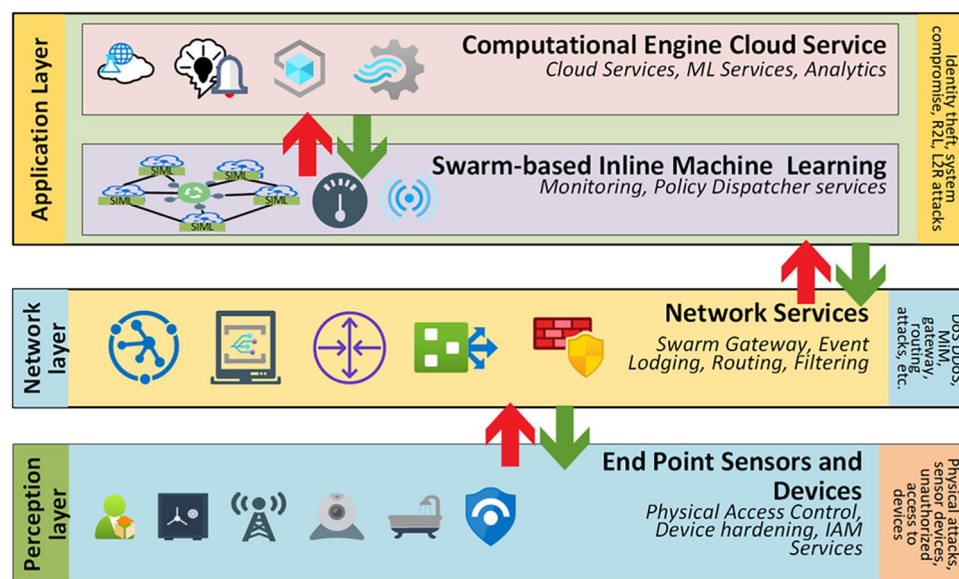 Application Layer
Computational Engine Cloud Service
Cloud Services, ML Services, Analytics
Swarm-based Inline Machine Learning
Monitoring, Policy Dispatcher services
SIML
SIML
SIML
SIML
SIML
Identity theft, system
compromise, R2L, L2R attacks
Network
layer
Network Services
Swarm Gateway, Event
Lodging, Routing, Filtering
DoS DDoS,
MiM,
gateway,
routing
attacks, etc.
Perception
layer
End Point Sensors and
Devices
Physical Access Control,
Device hardening, IAM
Services
Physical attacks,
sensor devices,
unauthorized
access to
devices